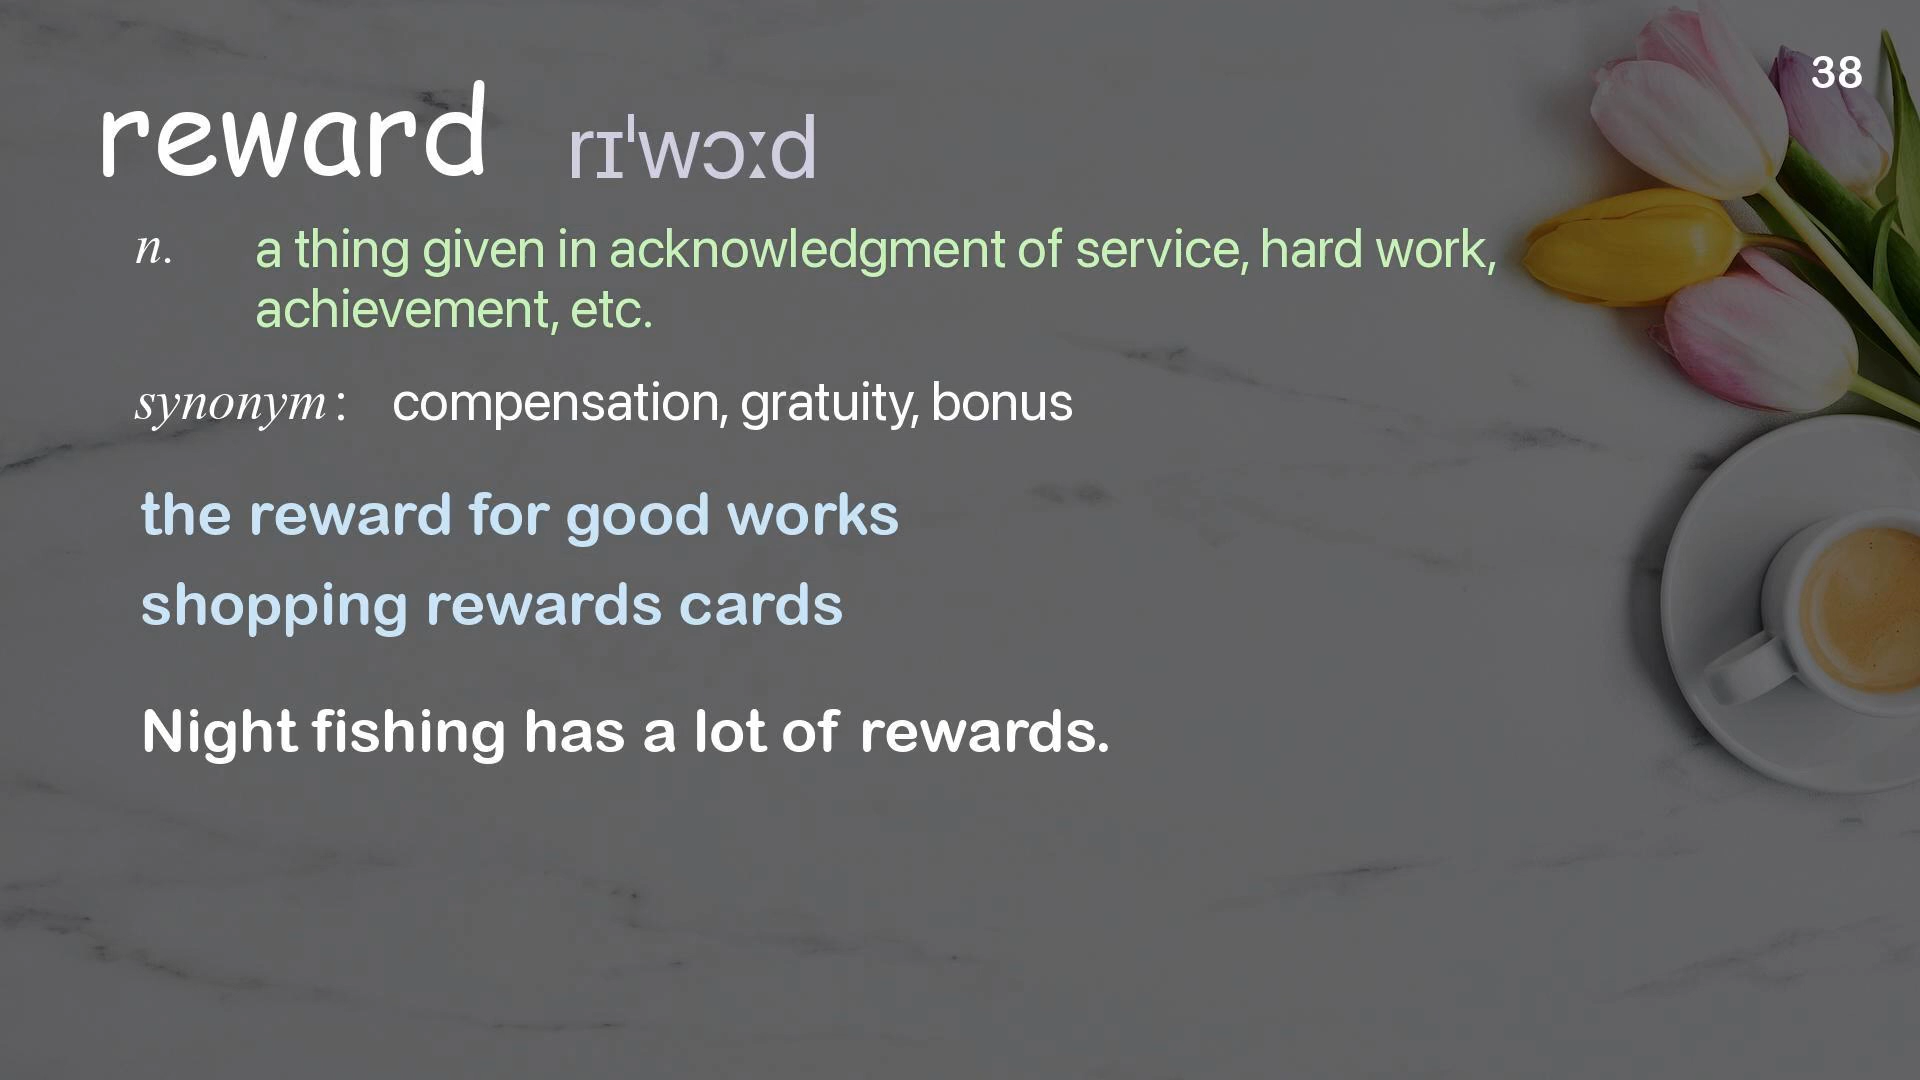 38
reward rɪˈwɔːd
n. a thing given in acknowledgment of service, hard work,
achievement, etc.
synonym: compensation, gratuity, bonus
the reward for good works
shopping rewards cards
Night fishing has a lot of rewards.